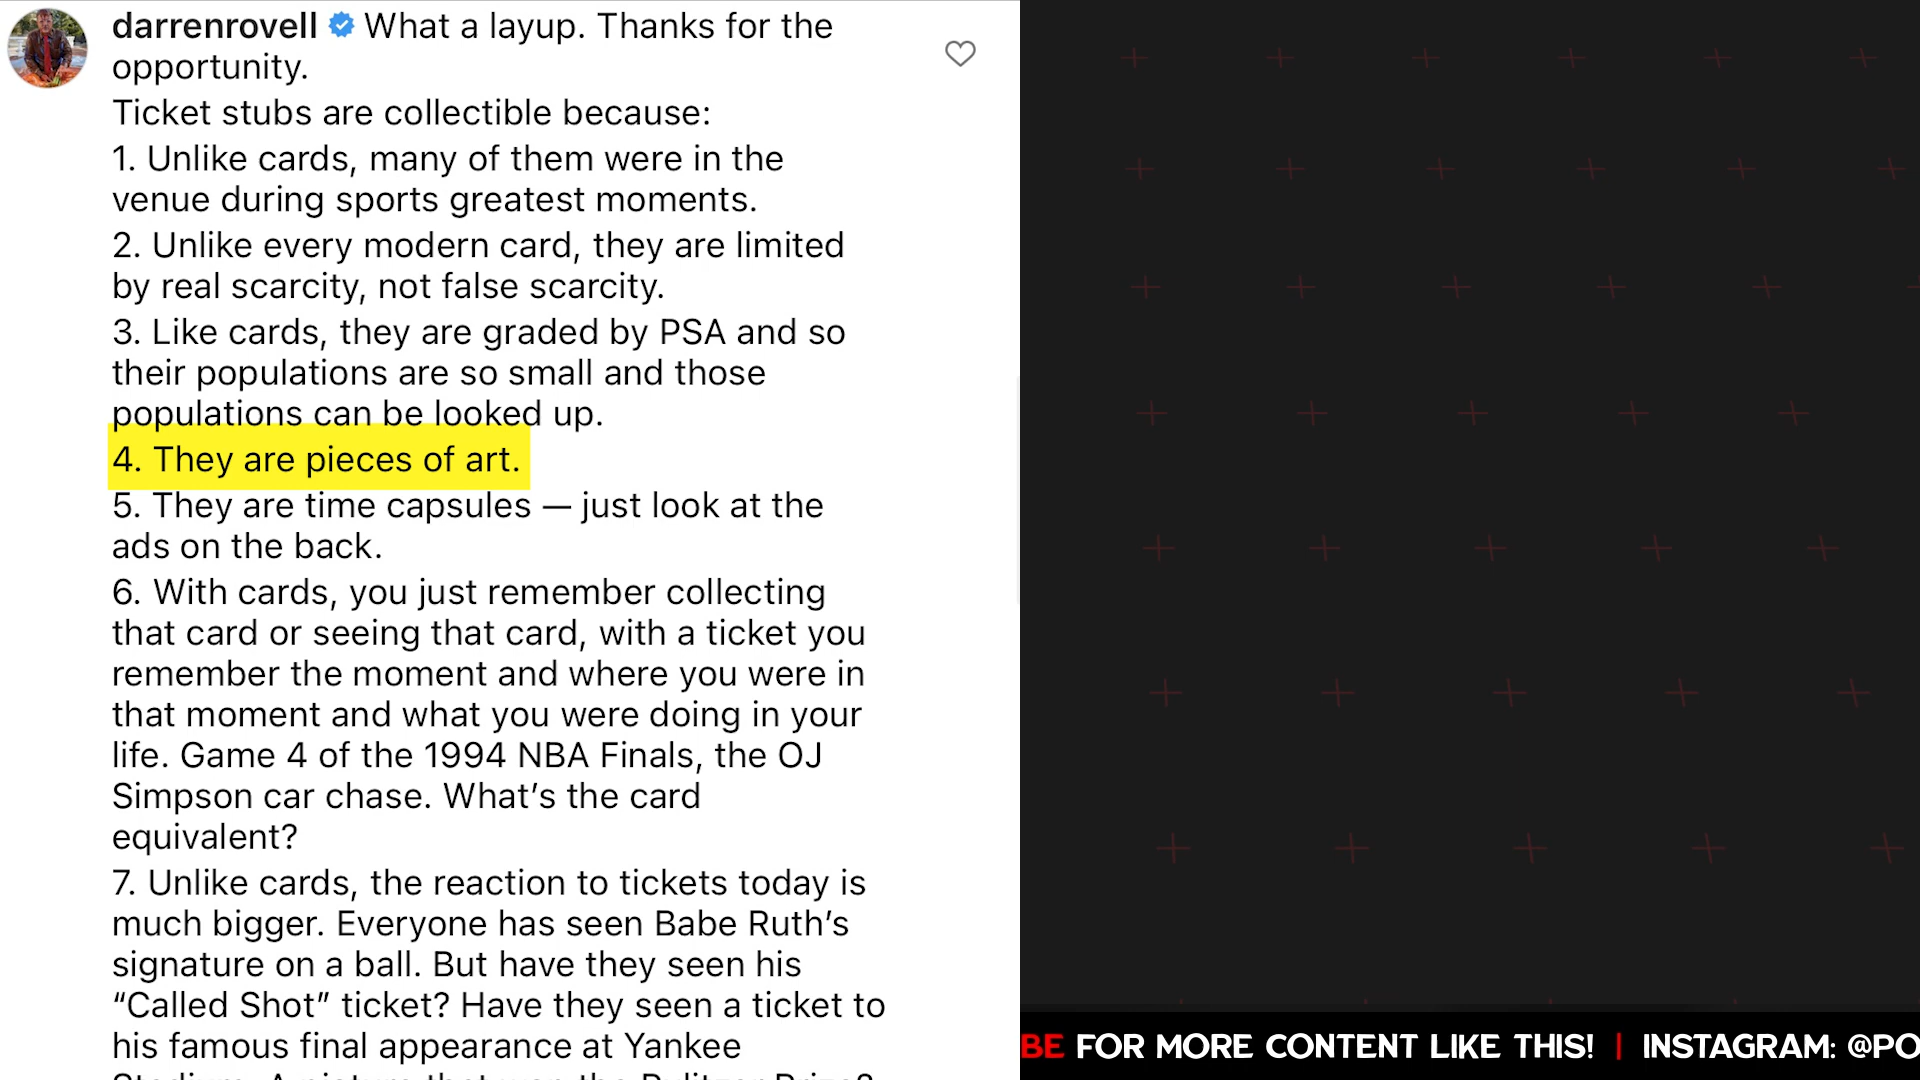 darrenrovell What a layup. Thanks for the
opportunity.
Ticket stubs are collectible because:
1. Unlike cards, many of them were in the
venue during sports greatest moments.
2. Unlike every modern card, they are limited
by real scarcity, not false scarcity.
3. Like cards, they are graded by PSA and so
their populations are so small and those
populations can be looked up.
4. They are pieces of art.
5. They are time capsules — just look at the
ads on the back.
6. With cards, you just remember collecting
that card or seeing that card, with a ticket you
remember the moment and where you were in
that moment and what you were doing in your
life. Game 4 of the 1994 NBA Finals, the OJ
Simpson car chase. What’s the card
equivalent?
7. Unlike cards, the reaction to tickets today is
much bigger. Everyone has seen Babe Ruth’s
signature on a ball. But have they seen his
“Called Shot” ticket? Have they seen a ticket to
his famous final appearance at Yankee
Stadium. A picture that won the Pulitzer Prize?
BE FOR MORE CONTENT LIKE THIS! | INSTAGRAM: @PO